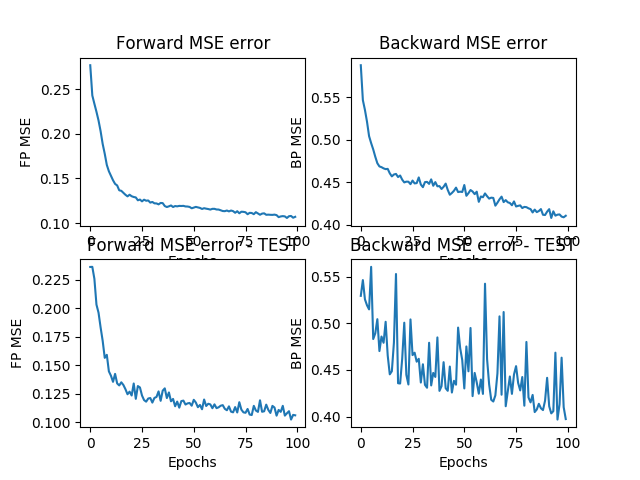 Forward MSE error
FP MSE
0.25
0.20
0.15
0.10
0 25 50 75 100
Epochs
Backward MSE error
BP MSE
0.55
0.50
0.45
0.40
0 25 50 75 100
Forward MSE error - TEST
FP MSE
0.225
0.200
0.175
0.150
0.125
0.100
0 25 50 75 100
Epochs
Backward MSE error - TEST
BP MSE
0.55
0.50
0.45
0.40
0 25 50 75 100
Epochs